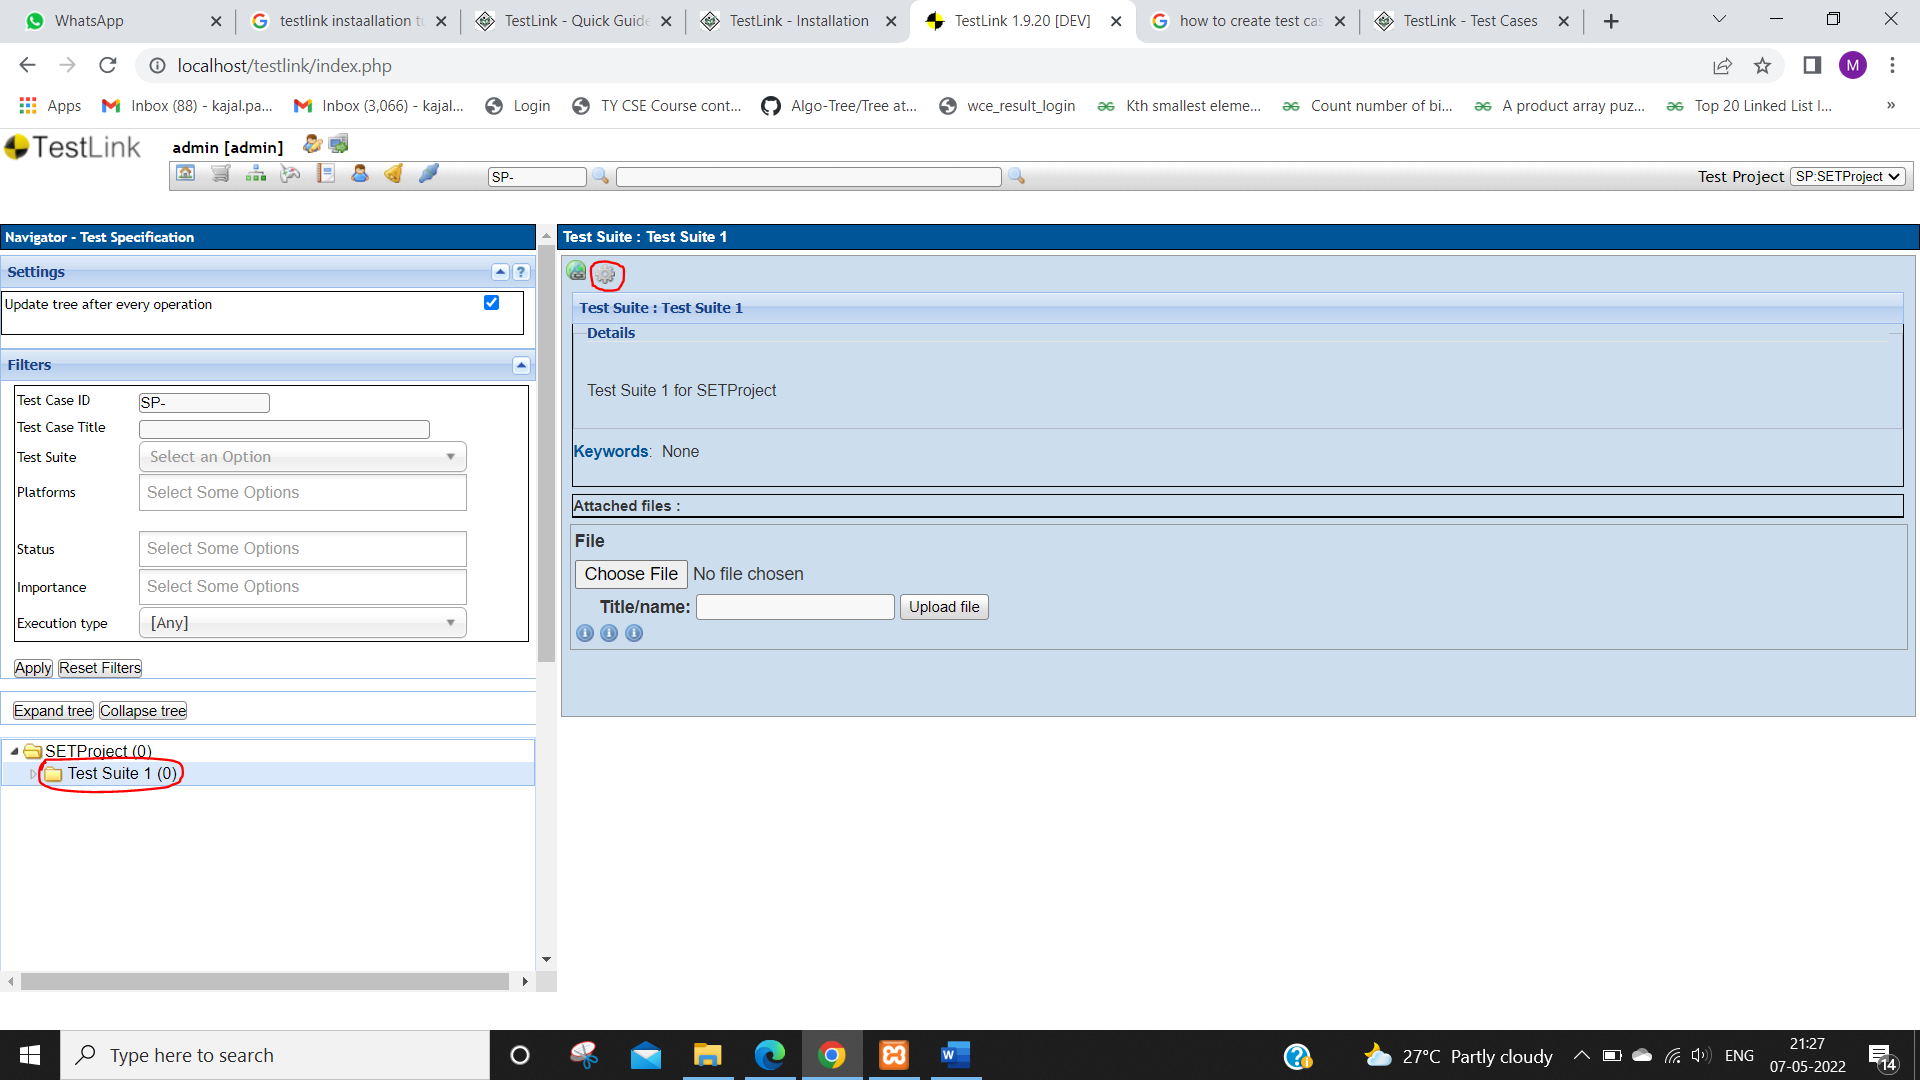 WhatsApp
testlink instaallation tu
TestLink - Quick Guide
TestLink - Installation
TestLink 1.9.20 [DEV]
how to create test cas
TestLink - Test Cases
localhost/testlink/index.php
M
Apps
Inbox (88) - kajal.pa...
Inbox (3,066) - kajal...
Login
TY CSE Course cont...
Algo-Tree/Tree at...
wce_result_login
Kth smallest eleme...
Count number of bi...
A product array puz...
Top 20 Linked List I...
»
TestLink
admin [admin]
SP-
Test Project
SP:SETProject
Navigator - Test Specification
Settings
?
Update tree after every operation
Filters
Test Case ID
SP-
Test Case Title
Test Suite
Select an Option
Platforms
Select Some Options
Status
Select Some Options
Importance
Select Some Options
Execution type
[Any]
Apply
Reset Filters
Expand tree
Collapse tree
SETProject (0)
Test Suite 1 (0)
Test Suite : Test Suite 1
Test Suite : Test Suite 1
Details
Test Suite 1 for SETProject
Keywords: None
Attached files :
File
Choose File
No file chosen
Title/name:
Upload file
Type here to search
27°C Partly cloudy
ENG
21:27
07-05-2022
14